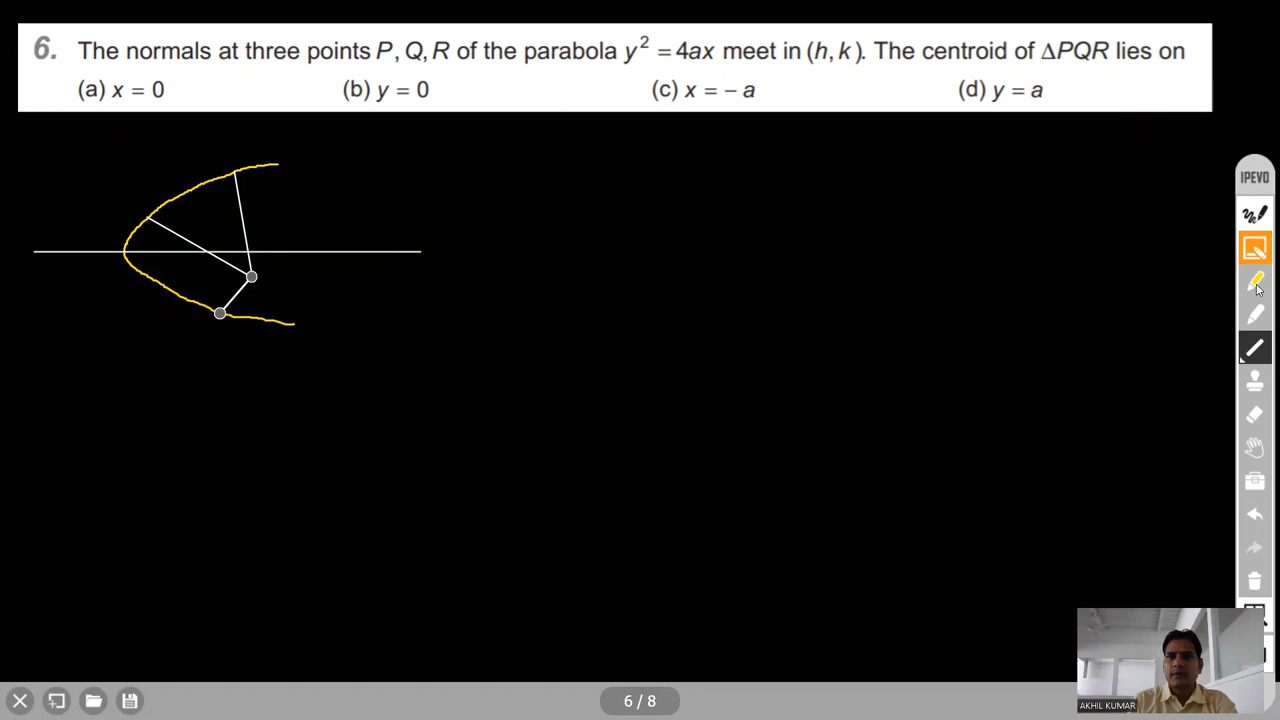 6. The normals at three points P, Q, R of the parabola y² = 4ax meet in (h, k). The centroid of ΔPQR lies on
(a) x = 0 (b) y = 0 (c) x = – a (d) y = a
IPEVO
6 / 8
AKHIL KUMAR